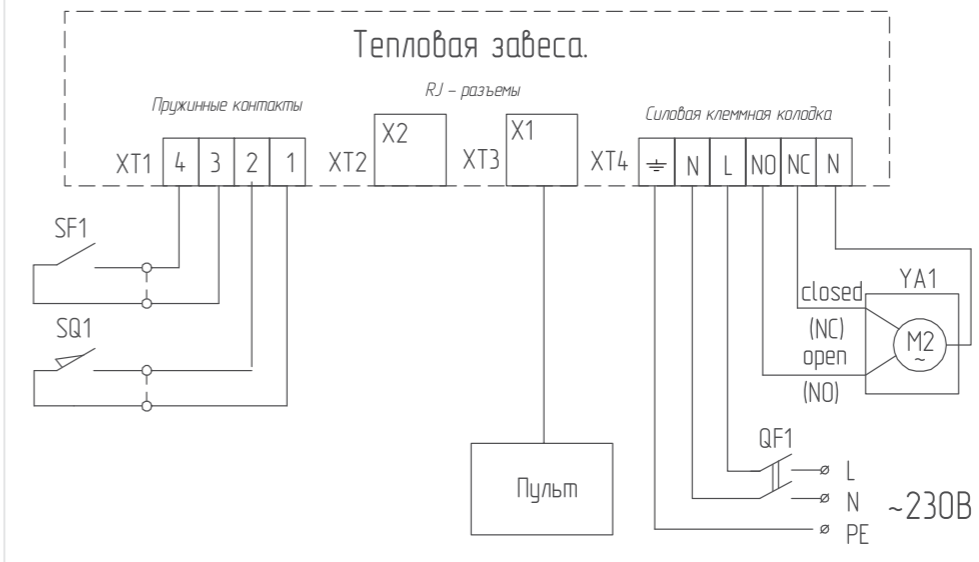 Тепловая завеса.
Пружинные контакты
RJ - разъемы
Силовая клеммная колодка
XT1 4 3 2 1 XT2 X2 XT3 X1 XT4 N L NO NC N
SF1
SQ1
closed
(NC)
open
(NO)
YA1
M2
~
QF1
Пульт
L
N
PE
~230В